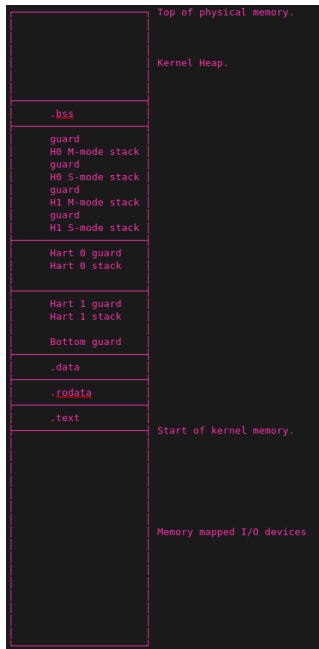 Top of physical memory.
Kernel Heap.
.bss
guard
H0 M-mode stack
guard
H0 S-mode stack
guard
H1 M-mode stack
guard
H1 S-mode stack
Hart 0 guard
Hart 0 stack
Hart 1 guard
Hart 1 stack
Bottom guard
.data
.rodata
.text
Start of kernel memory.
Memory mapped I/O devices